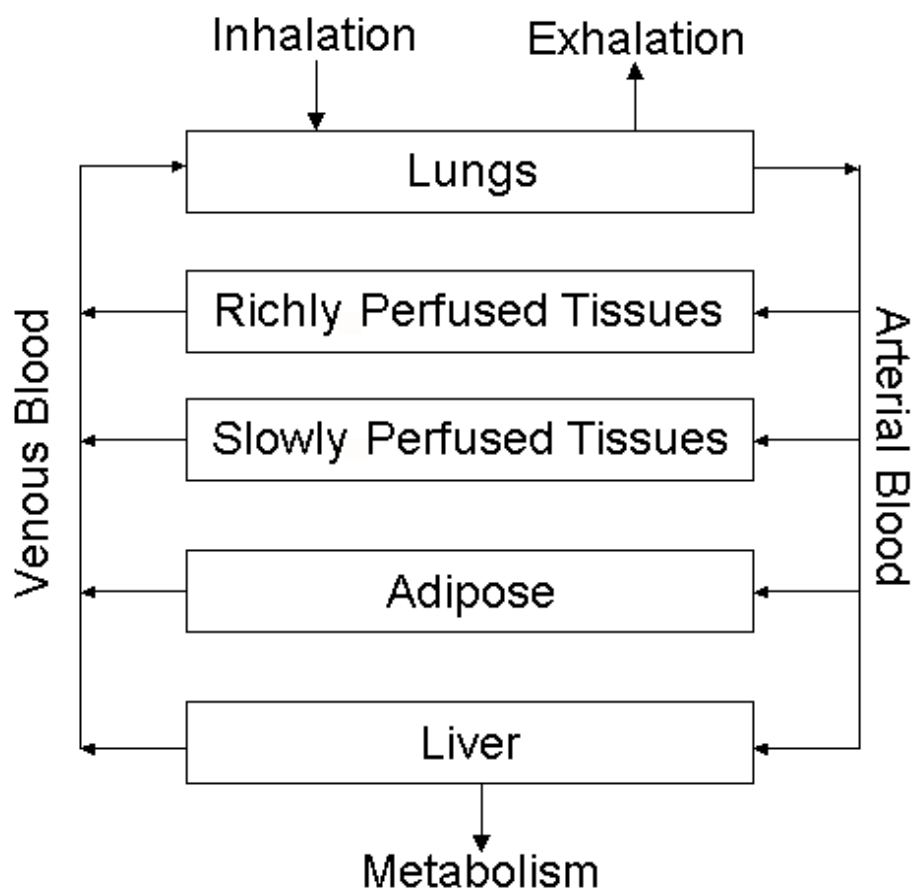 Inhalation
Exhalation
Lungs
Richly Perfused Tissues
Slowly Perfused Tissues
Adipose
Liver
Metabolism
Venous Blood
Arterial Blood